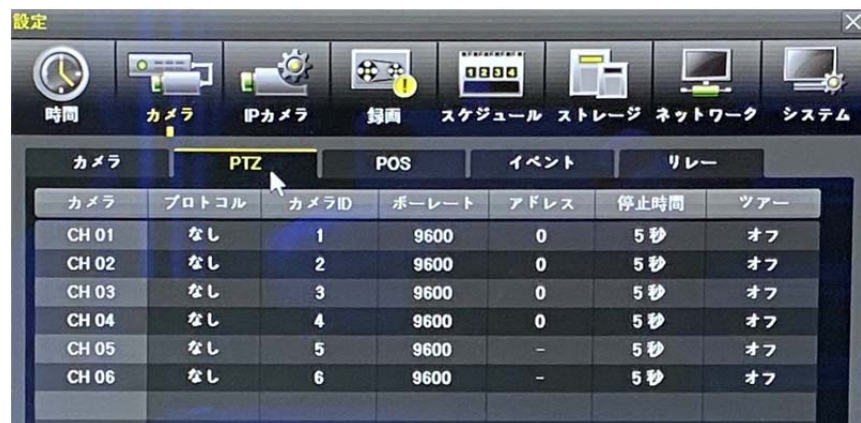 設定
時間 カメラ IPカメラ 録画 スケジュール ストレージ ネットワーク システム
カメラ PTZ POS イベント リレー
カメラ プロトコル カメラID ボーレート アドレス 停止時間 ツアー
CH 01 なし 1 9600 0 5 秒 オフ
CH 02 なし 2 9600 0 5 秒 オフ
CH 03 なし 3 9600 0 5 秒 オフ
CH 04 なし 4 9600 0 5 秒 オフ
CH 05 なし 5 9600 - 5 秒 オフ
CH 06 なし 6 9600 - 5 秒 オフ